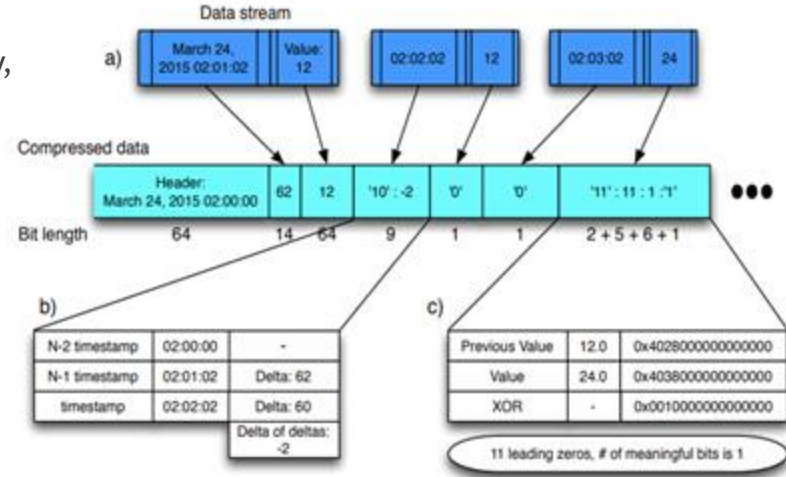 Data stream
y,
a)
March 24,
2015 02:01:02
Value:
12
02:02:02
12
02:03:02
24
Compressed data
Header:
March 24, 2015 02:00:00
62
12
'10' : -2
'0'
'0'
'11' : 11 : 1 :'1'
●●●
Bit length
64
14
64
9
1
1
2 + 5 + 6 + 1
b)
N-2 timestamp
02:00:00
-
N-1 timestamp
02:01:02
Delta: 62
timestamp
02:02:02
Delta: 60
Delta of deltas:
-2
c)
Previous Value
12.0
0x4028000000000000
Value
24.0
0x4038000000000000
XOR
-
0x0010000000000000
11 leading zeros, # of meaningful bits is 1